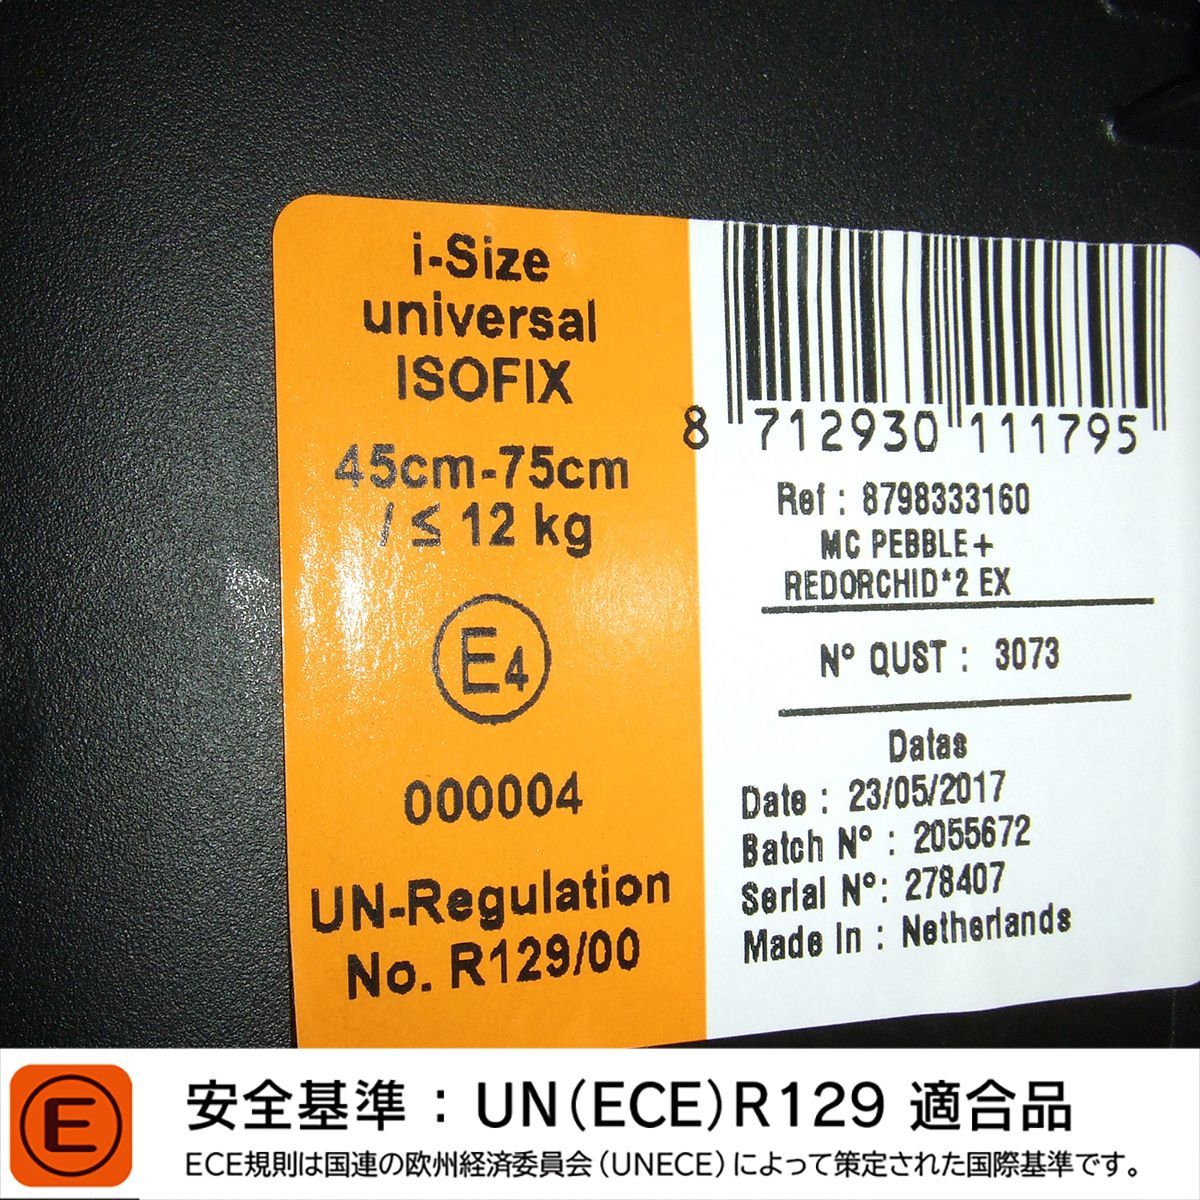 i-Size
universal
ISOFIX
45cm-75cm
/ ≤ 12 kg
E4
000004
UN-Regulation
No. R129/00
8 712930 111795
Ref : 8798333160
MC PEBBLE+
REDORCHID*2 EX
N° QUST : 3073
Datas
Date : 23/05/2017
Batch N° : 2055672
Serial N°: 278407
Made in : Netherlands
E
安全基準：UN(ECE)R129 適合品
ECE規則は国連の欧州経済委員会(UNECE)によって策定された国際基準です。